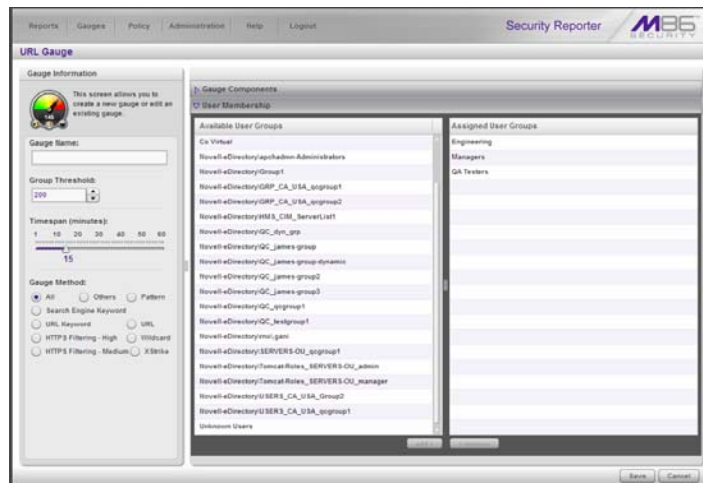 Reports Gauges Policy Administration Help Logout
Security Reporter
M86
SECURITY
URL Gauge
Gauge Information
This screen allows you to
create a new gauge or edit an
existing gauge.
Gauge Name:
Group Threshold:
200
Timespan (minutes):
1 10 20 30 40 50 60
15
Gauge Method:
All Others Pattern
Search Engine Keyword
URL Keyword URL
HTTPS Filtering - High Wildcard
HTTPS Filtering - Medium XStrike
Gauge Components
User Membership
Available User Groups
Co Virtual
Novell-eDirectory\apchadmn-Administrators
Novell-eDirectory\Group1
Novell-eDirectory\GRP_CA_USA_qcgroup1
Novell-eDirectory\GRP_CA_USA_qcgroup2
Novell-eDirectory\HMS_CIM_ServerList1
Novell-eDirectory\QC_dyn_grp
Novell-eDirectory\QC_james-group
Novell-eDirectory\QC_james-group-dynamic
Novell-eDirectory\QC_james-group2
Novell-eDirectory\QC_james-group3
Novell-eDirectory\QC_qcgroup1
Novell-eDirectory\QC_testgroup1
Novell-eDirectory\SERVERS-OU_qcgroup1
Novell-eDirectory\Tomcat-Roles_SERVERS-OU_admin
Novell-eDirectory\Tomcat-Roles_SERVERS-OU_manager
Novell-eDirectory\USERS_CA_USA_Group2
Novell-eDirectory\USERS_CA_USA_qcgroup1
Unknown Users
Assigned User Groups
Engineering
Managers
QA Testers
Save Cancel